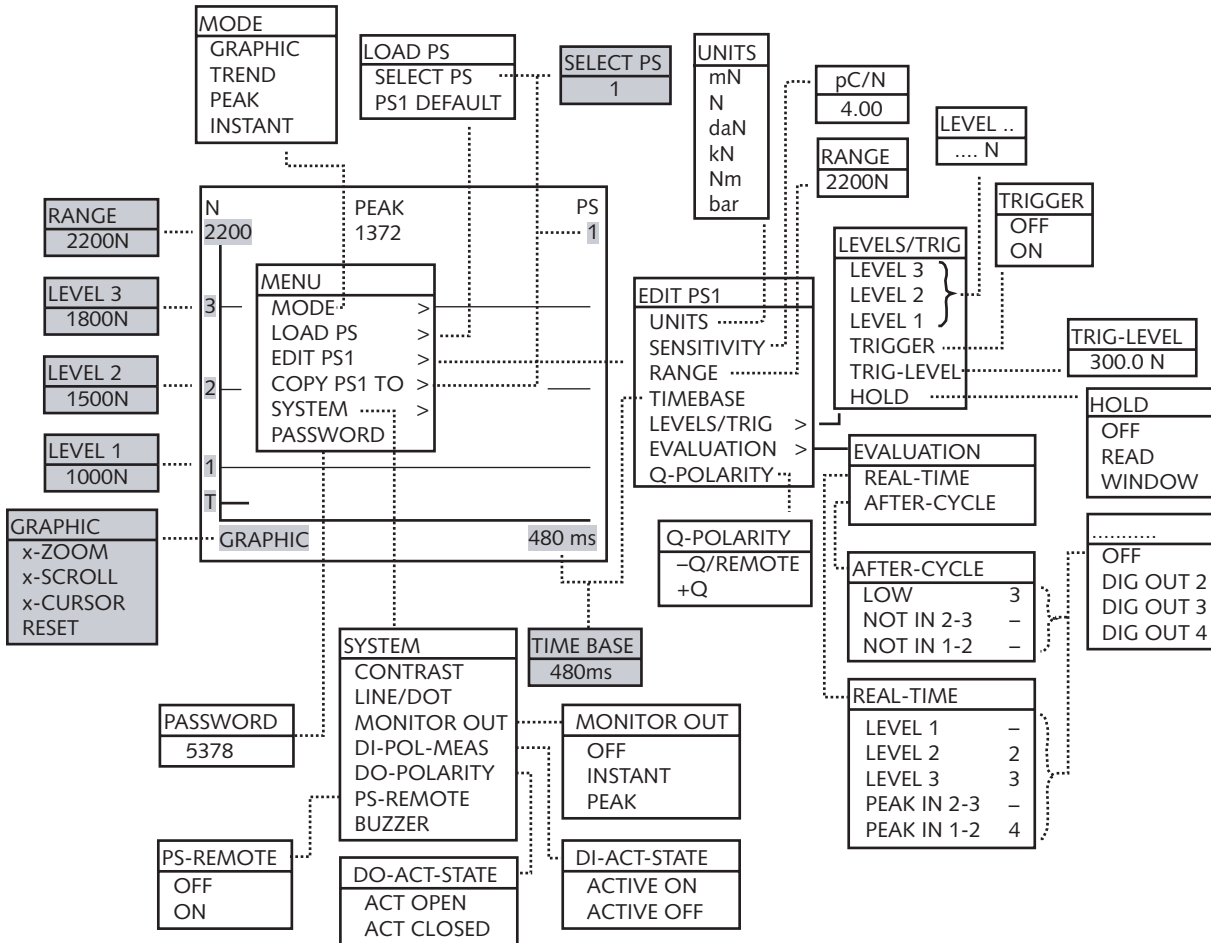 MODE
GRAPHIC
TREND
PEAK
INSTANT
LOAD PS
SELECT PS
PS1 DEFAULT
SELECT PS
1
UNITS
mN
N
daN
kN
Nm
bar
pC/N
4.00
RANGE
2200N
LEVEL ..
.... N
TRIGGER
OFF
ON
RANGE
2200N
LEVEL 3
1800N
LEVEL 2
1500N
LEVEL 1
1000N
GRAPHIC
x-ZOOM
x-SCROLL
x-CURSOR
RESET
N PEAK PS
2200 1372 1
3
2
1
T
GRAPHIC 480 ms
MENU
MODE >
LOAD PS >
EDIT PS1 >
COPY PS1 TO >
SYSTEM >
PASSWORD
EDIT PS1
UNITS
SENSITIVITY
RANGE
TIMEBASE
LEVELS/TRIG >
EVALUATION >
Q-POLARITY
LEVELS/TRIG
LEVEL 3
LEVEL 2
LEVEL 1
TRIGGER
TRIG-LEVEL
HOLD
TRIG-LEVEL
300.0 N
HOLD
OFF
READ
WINDOW
EVALUATION
REAL-TIME
AFTER-CYCLE
Q-POLARITY
–Q/REMOTE
+Q
AFTER-CYCLE
LOW 3
NOT IN 2-3 –
NOT IN 1-2 –
...........
OFF
DIG OUT 2
DIG OUT 3
DIG OUT 4
REAL-TIME
LEVEL 1 –
LEVEL 2 2
LEVEL 3 3
PEAK IN 2-3 –
PEAK IN 1-2 4
TIME BASE
480ms
SYSTEM
CONTRAST
LINE/DOT
MONITOR OUT
DI-POL-MEAS
DO-POLARITY
PS-REMOTE
BUZZER
PASSWORD
5378
MONITOR OUT
OFF
INSTANT
PEAK
PS-REMOTE
OFF
ON
DO-ACT-STATE
ACT OPEN
ACT CLOSED
DI-ACT-STATE
ACTIVE ON
ACTIVE OFF